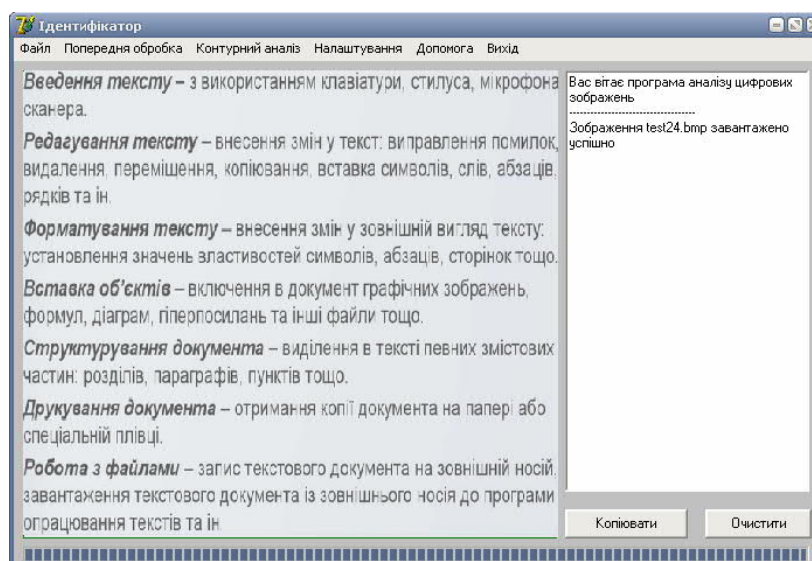 Ідентифікатор
Файл Попередня обробка Контурний аналіз Налаштування Допомога Вихід
Введення тексту – з використанням клавіатури, стилуса, мікрофона
сканера.
Редагування тексту – внесення змін у текст: виправлення помилок,
видалення, переміщення, копіювання, вставка символів, слів, абзаців,
рядків та ін.
Форматування тексту – внесення змін у зовнішній вигляд тексту:
установлення значень властивостей символів, абзаців, сторінок тощо.
Вставка об'єктів – включення в документ графічних зображень,
формул, діаграм, гіперпосилань та інші файли тощо.
Структурування документа – виділення в тексті певних змістових
частин: розділів, параграфів, пунктів тощо.
Друкування документа – отримання копії документа на папері або
спеціальній плівці.
Робота з файлами – запис текстового документа на зовнішній носій,
завантаження текстового документа із зовнішнього носія до програми
опрацювання текстів та ін
Вас вітає програма аналізу цифрових
зображень
-----------------------------------
Зображення test24.bmp завантажено
успішно
Копіювати Очистити